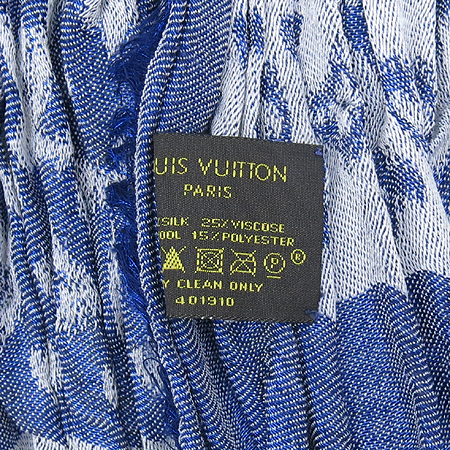 UIS VUITTON
PARIS
SILK 25% VISCOSE
OOL 15% POLYESTER
P ®
Y CLEAN ONLY
401910